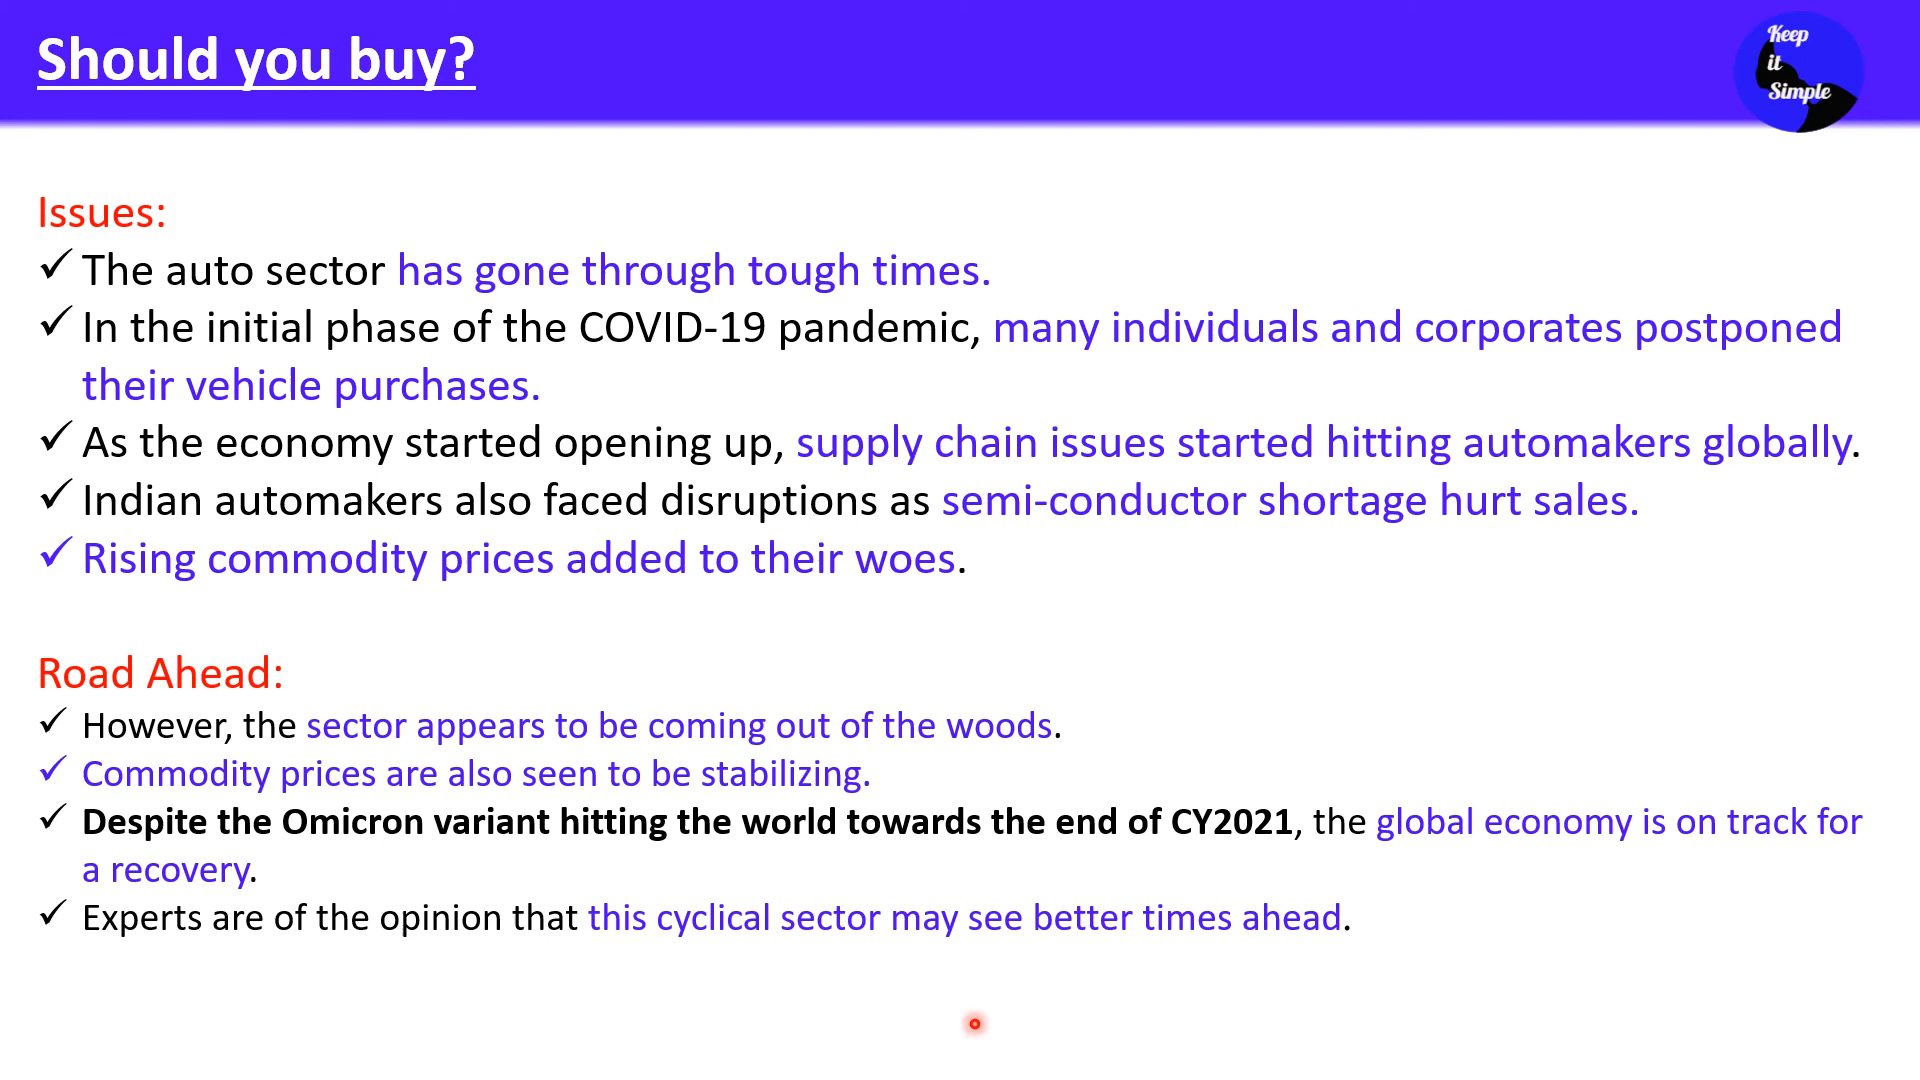 Should you buy?
Keep
it
Simple
Issues:
✓ The auto sector has gone through tough times.
✓ In the initial phase of the COVID-19 pandemic, many individuals and corporates postponed
their vehicle purchases.
✓ As the economy started opening up, supply chain issues started hitting automakers globally.
✓ Indian automakers also faced disruptions as semi-conductor shortage hurt sales.
✓ Rising commodity prices added to their woes.
Road Ahead:
✓ However, the sector appears to be coming out of the woods.
✓ Commodity prices are also seen to be stabilizing.
✓ Despite the Omicron variant hitting the world towards the end of CY2021, the global economy is on track for
a recovery.
✓ Experts are of the opinion that this cyclical sector may see better times ahead.